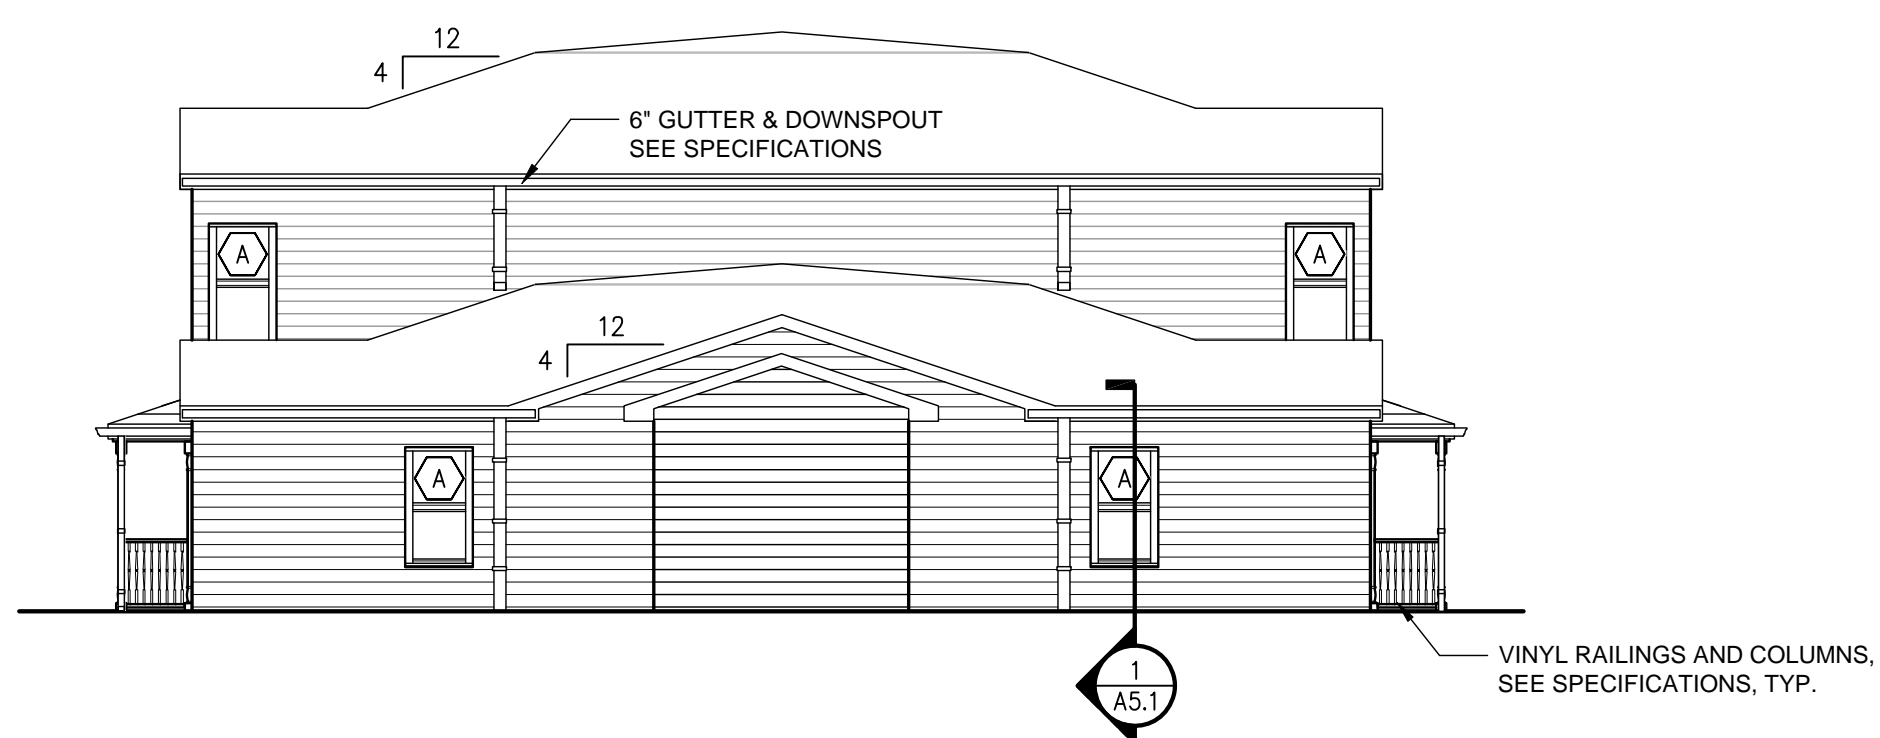 12
4
6" GUTTER & DOWNSPOUT
SEE SPECIFICATIONS
A
A
12
4
A
A
1
A5.1
VINYL RAILINGS AND COLUMNS,
SEE SPECIFICATIONS, TYP.